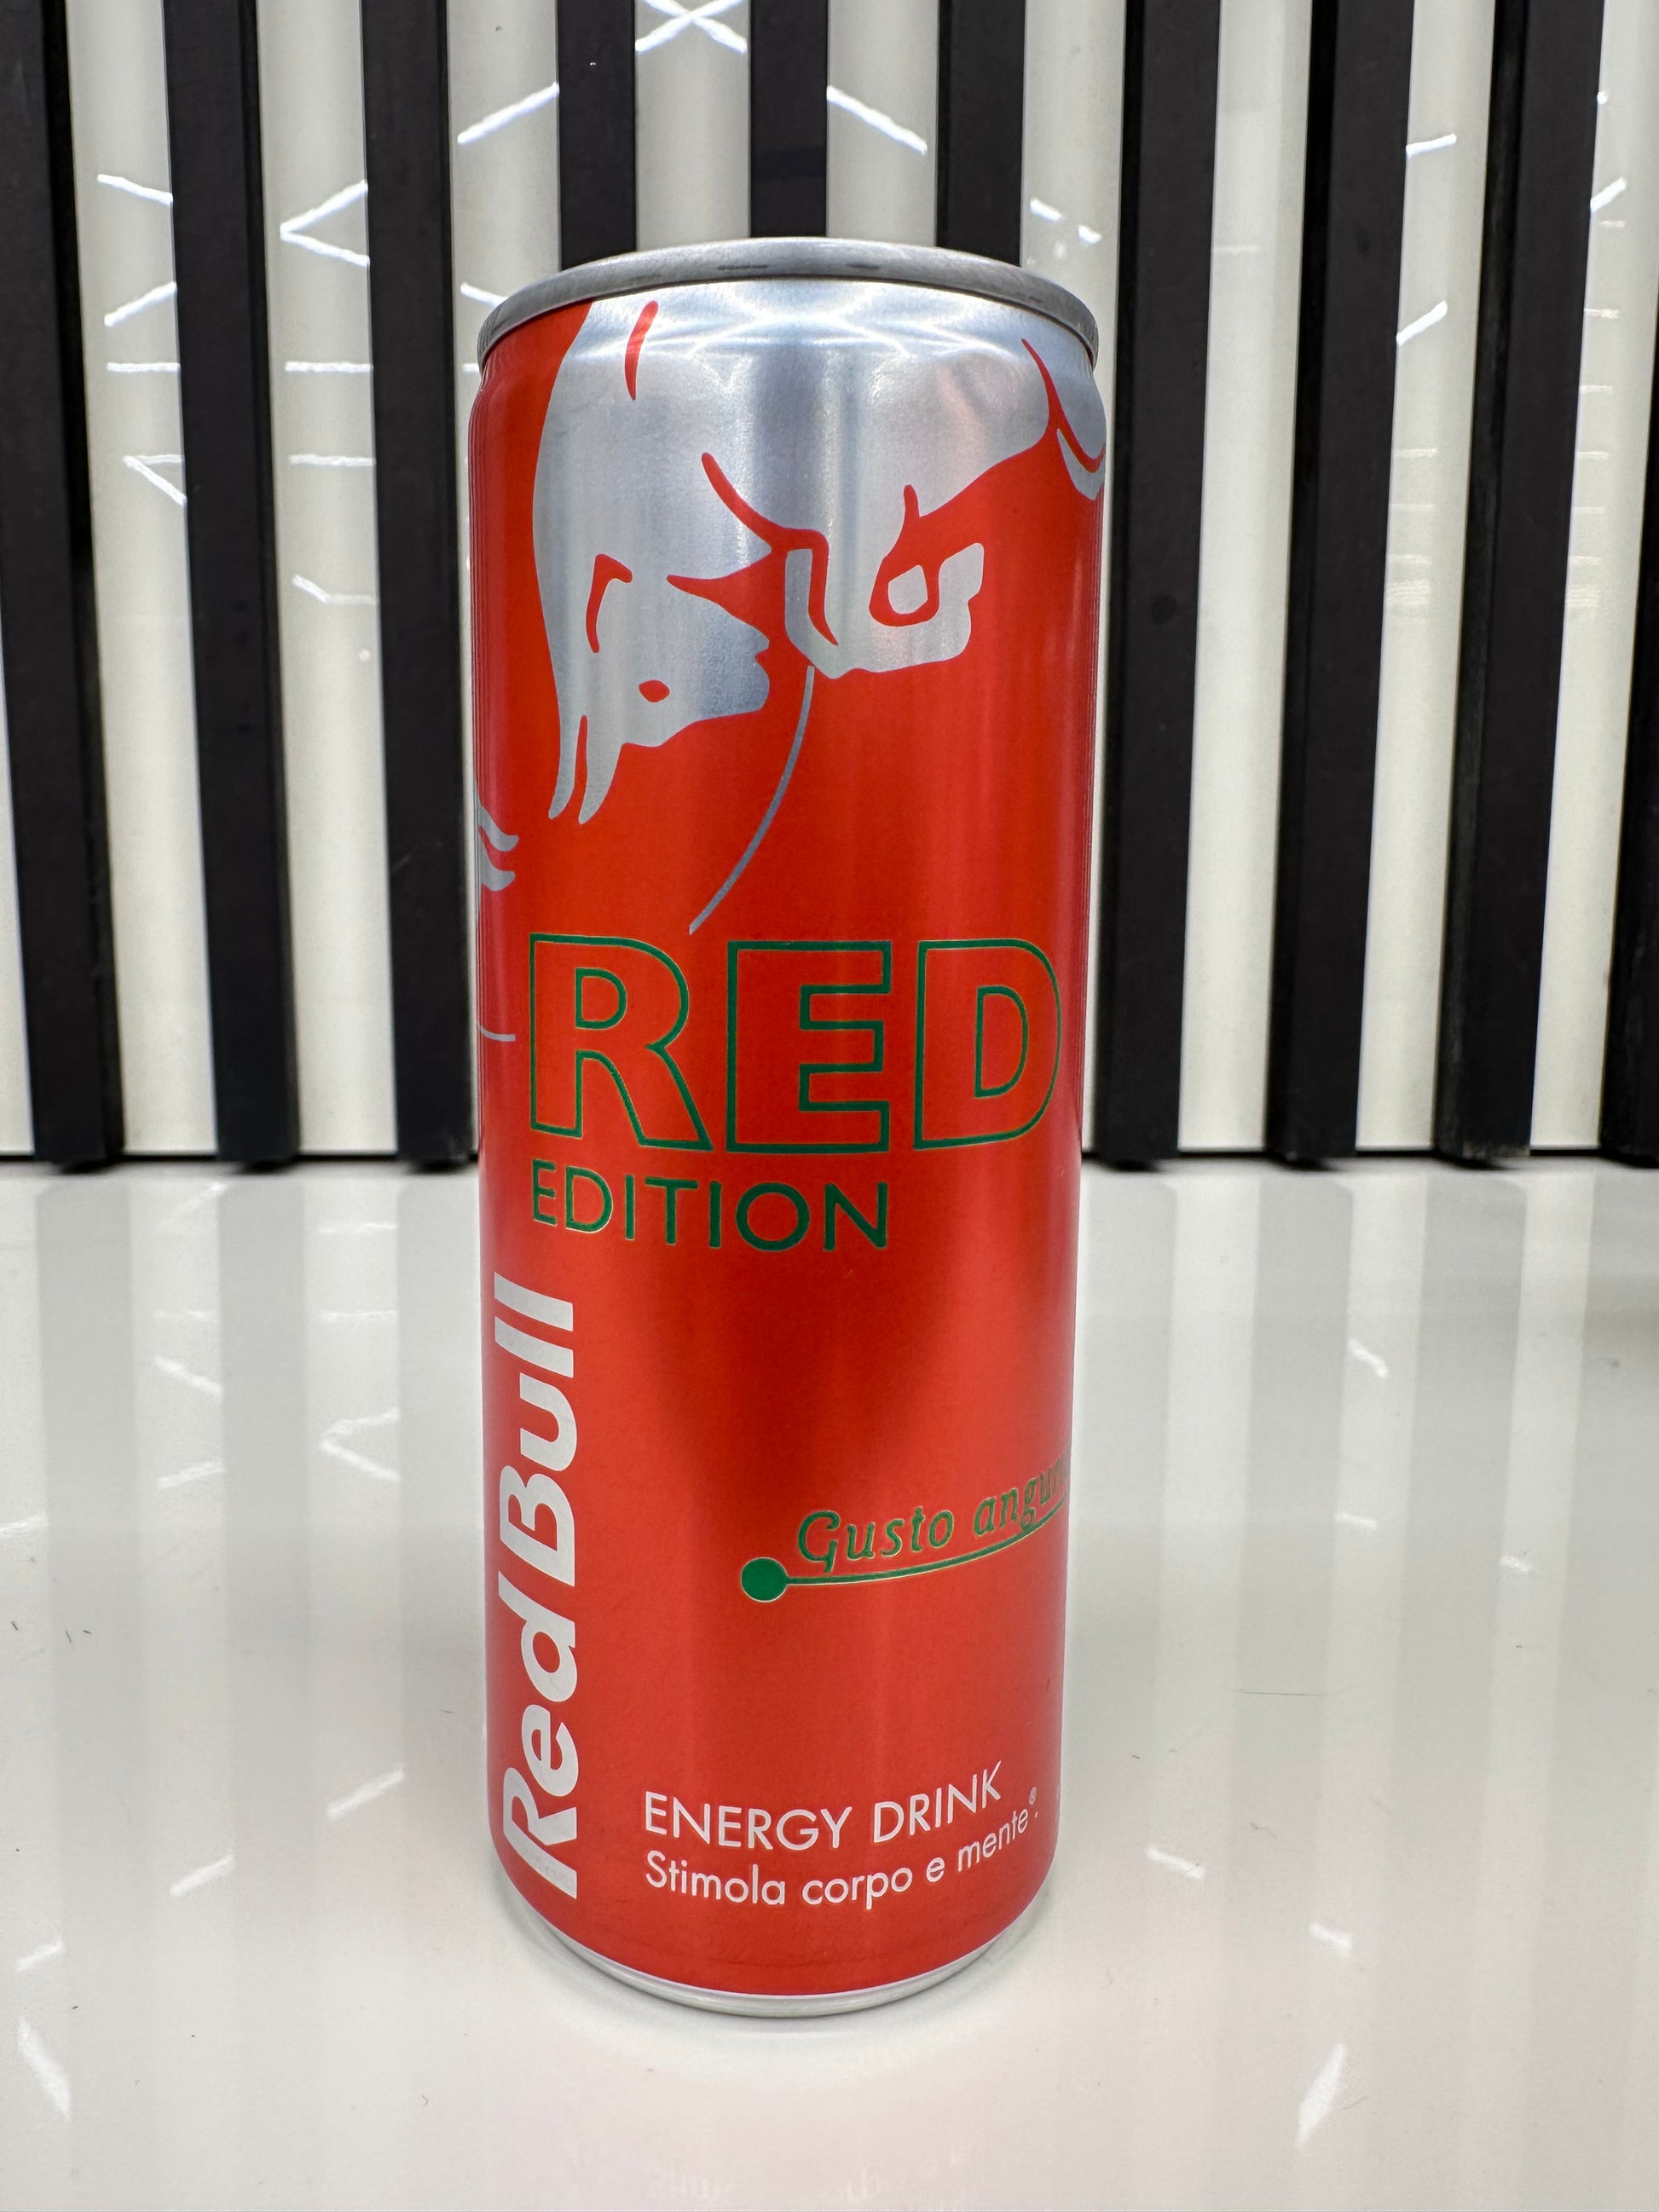 RED
EDITION
Red Bull
Gusto
ENERGY DRINK
Stimola corpo e mente®.